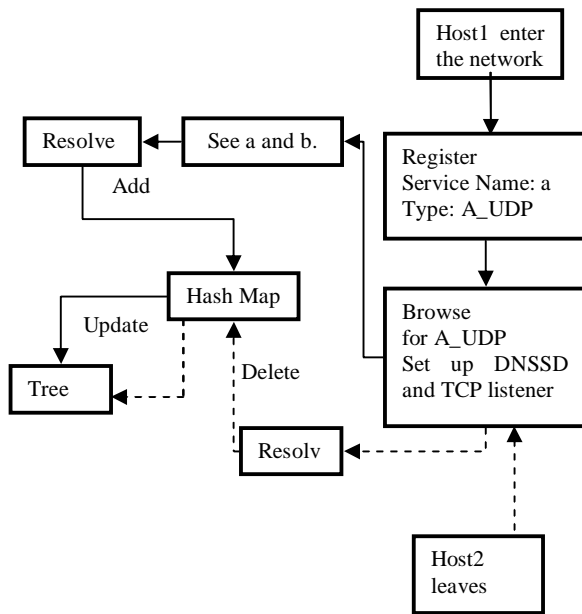 Host1 enter
the network
Resolve
See a and b.
Register
Service Name: a
Type: A_UDP
Add
Hash Map
Browse
for A_UDP
Set up DNSSD
and TCP listener
Update
Delete
Tree
Resolv
Host2
leaves